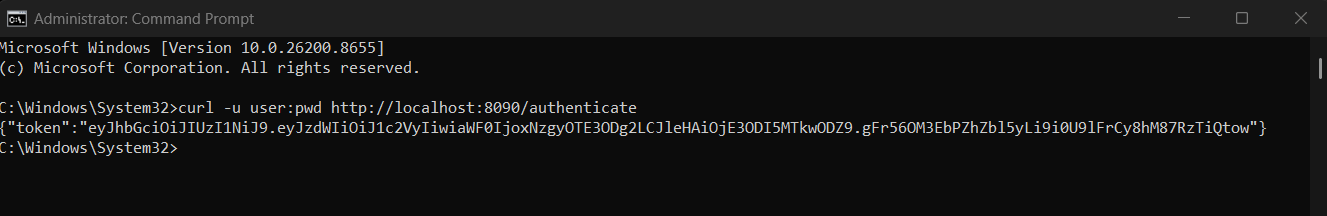 Administrator: Command Prompt
Microsoft Windows [Version 10.0.26200.8655]
(c) Microsoft Corporation. All rights reserved.
C:\Windows\System32>curl -u user:pwd http://localhost:8090/authenticate
{"token":"eyJhbGciOiJIUzI1NiJ9.eyJzdWIiOiJ1c2VyIiwiaWF0IjoxNzgyOTE3ODg2LCJleHAiOjE3ODI5MTkwODZ9.gFr56OM3EbPZhZbl5yLi9i0U9lFrCy8hM87RzTiQtow"}
C:\Windows\System32>